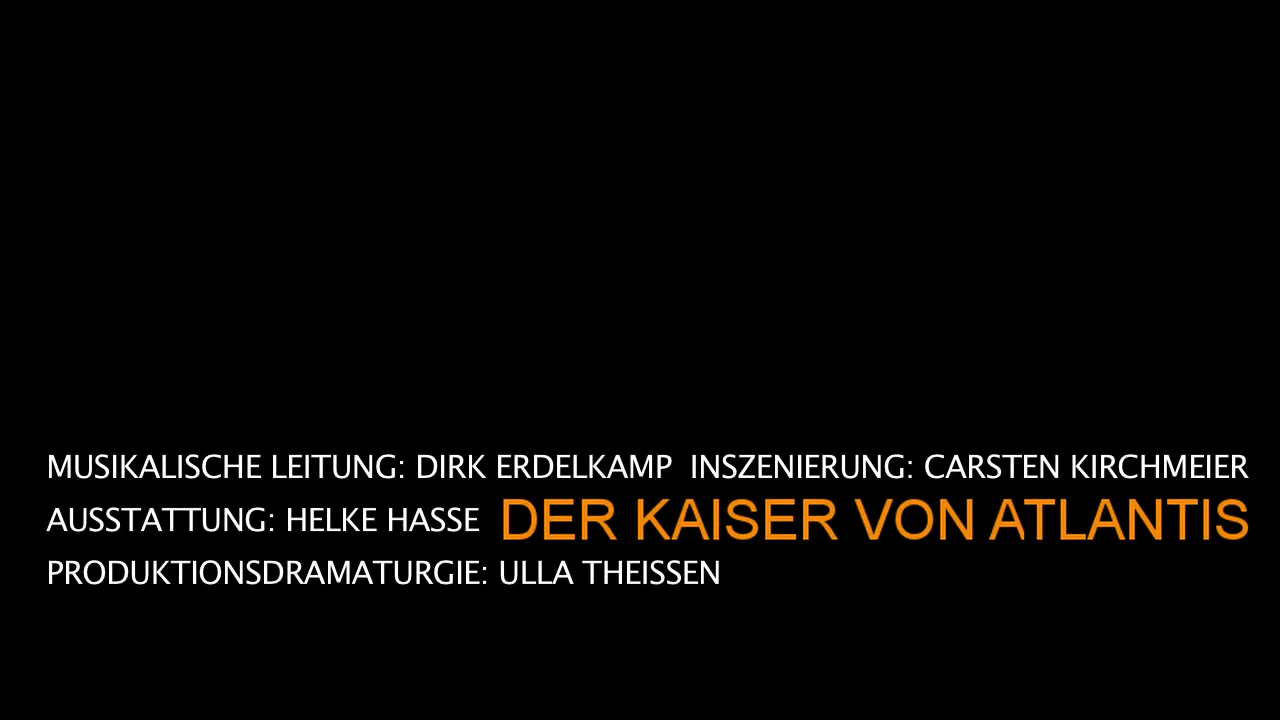 MUSIKALISCHE LEITUNG: DIRK ERDELKAMP INSZENIERUNG: CARSTEN KIRCHMEIER
AUSSTATTUNG: HELKE HASSE DER KAISER VON ATLANTIS
PRODUKTIONSDRAMATURGIE: ULLA THEISSEN